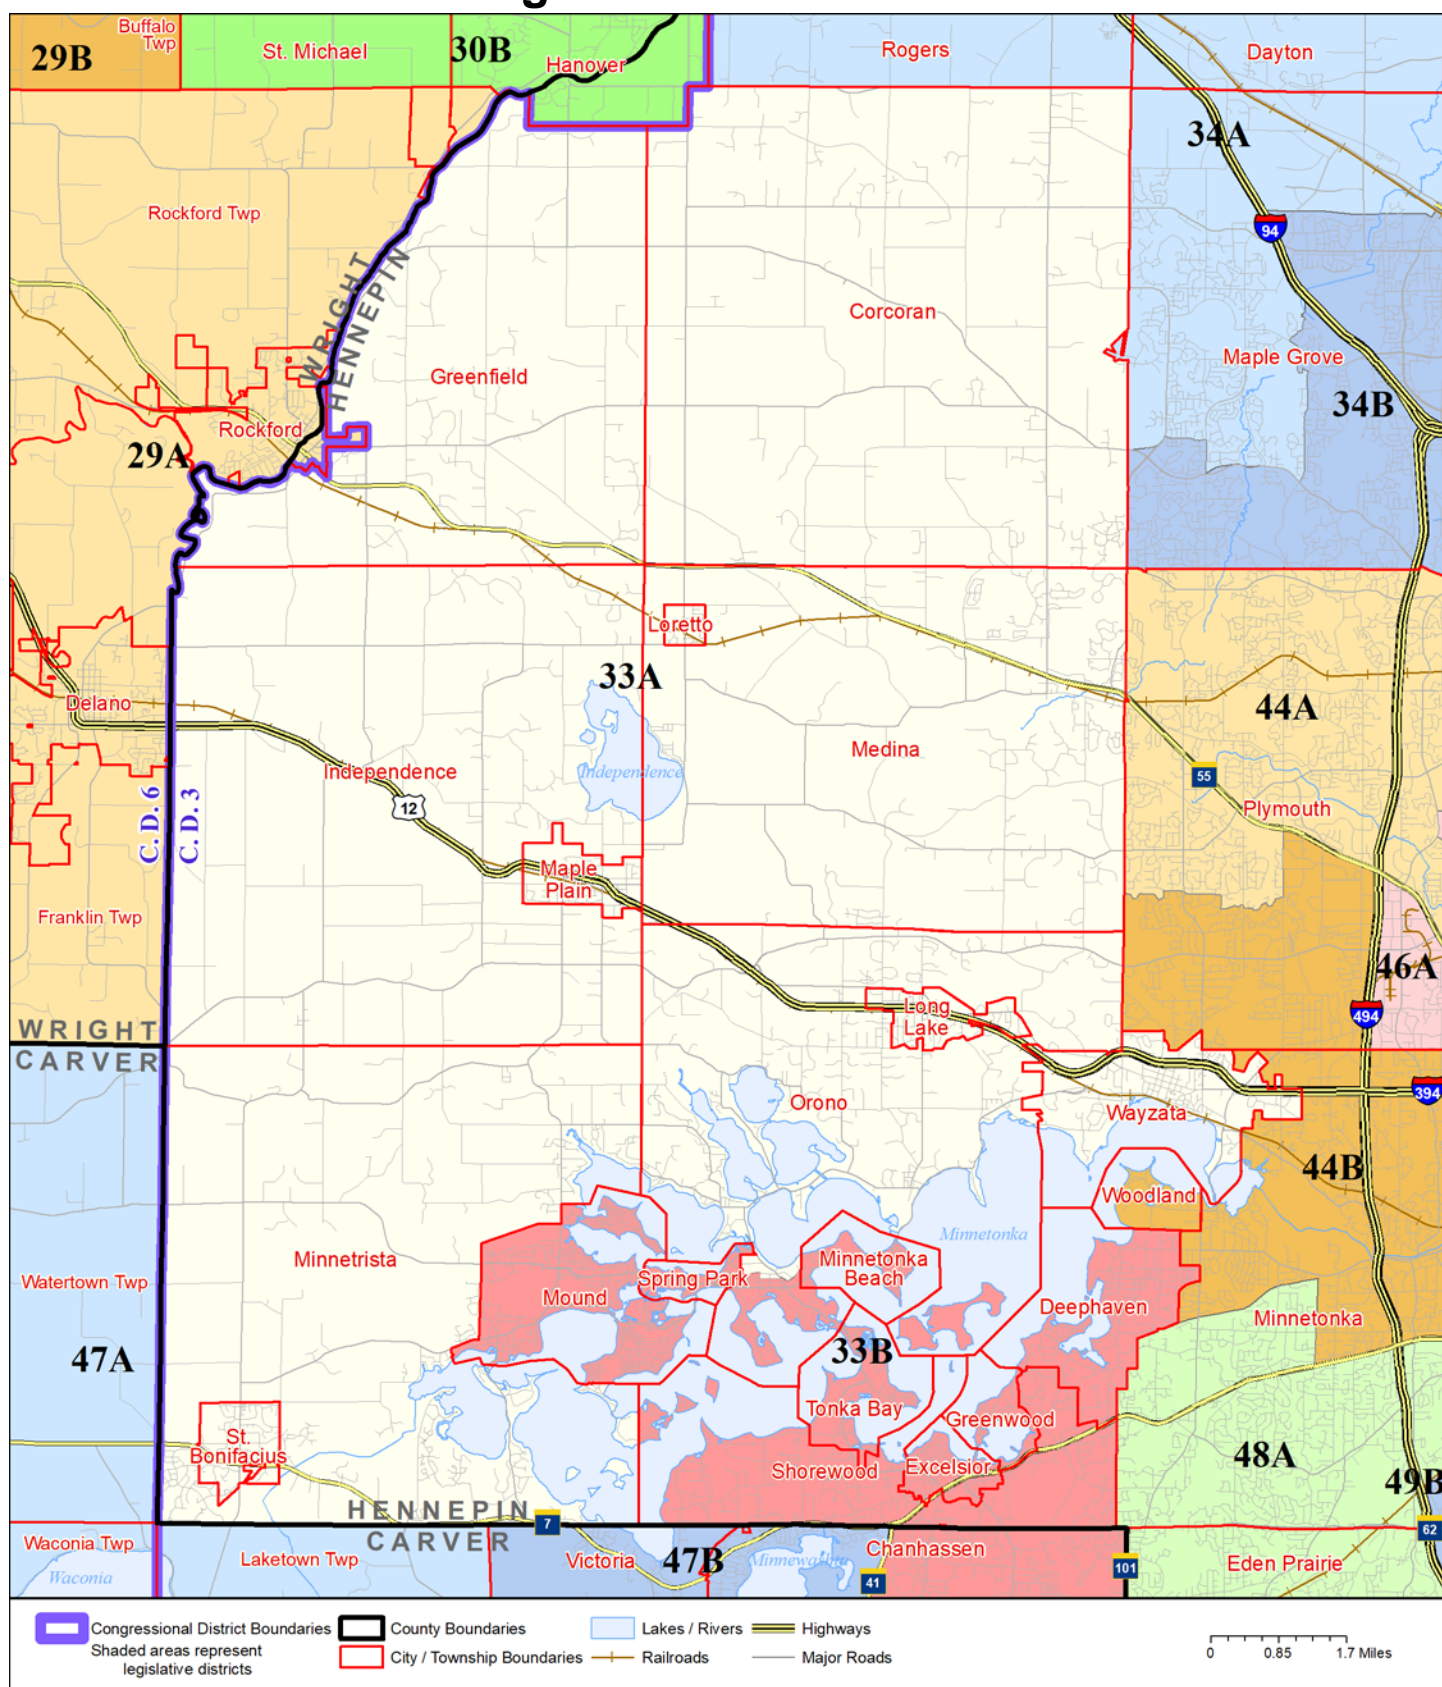 g
Buffalo
Twp
29B
St. Michael
30B
Hanover
Rogers
Dayton
34A
Rockford Twp
94
WRIGHT
HENNEPIN
Corcoran
Maple Grove
Greenfield
34B
Rockford
29A
Loretto
33A
Delano
44A
Medina
Independence
Independence
55
12
Plymouth
C. D. 6
C. D. 3
Maple
Plain
Franklin Twp
46A
Long
Lake
494
WRIGHT
CARVER
394
Orono
Wayzata
44B
Woodland
Minnetonka
Minnetrista
Minnetonka
Beach
Spring Park
Watertown Twp
Mound
Deephaven
Minnetonka
33B
47A
Tonka Bay
Greenwood
St.
Bonifacius
48A
Shorewood
Excelsior
49B
HENNEPIN
CARVER
7
62
Waconia Twp
Laketown Twp
Victoria
47B
Minnewashta
Chanhassen
Eden Prairie
Waconia
41
101
Congressional District Boundaries
County Boundaries
Lakes / Rivers
Highways
Shaded areas represent
legislative districts
City / Township Boundaries
Railroads
Major Roads
0 0.85 1.7 Miles